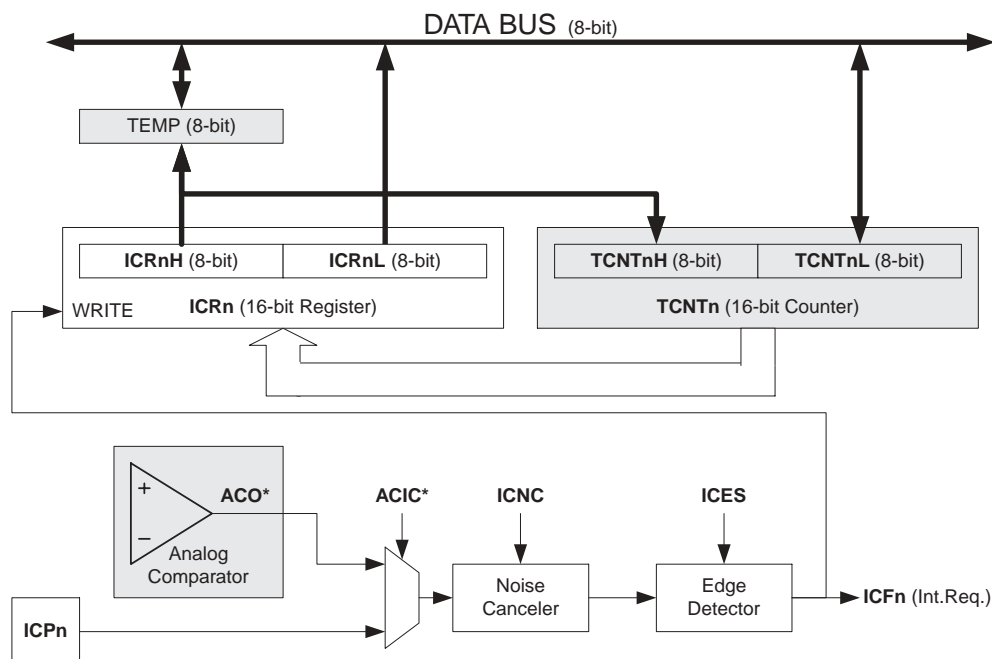 DATA BUS (8-bit)
TEMP (8-bit)
ICRnH (8-bit)
ICRnL (8-bit)
TCNTnH (8-bit)
TCNTnL (8-bit)
WRITE
ICRn (16-bit Register)
TCNTn (16-bit Counter)
+
−
ACO*
Analog
Comparator
ACIC*
ICNC
ICES
Noise
Canceler
Edge
Detector
ICFn (Int.Req.)
ICPn